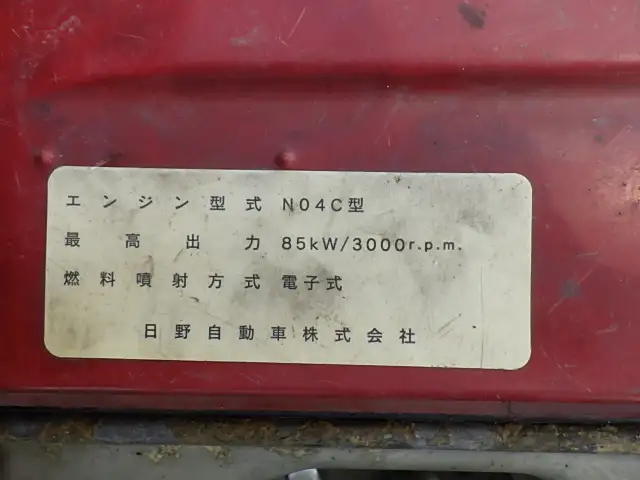 エンジン型式 N04C型
最高出力 85kW/3000r.p.m.
燃料噴射方式 電子式
日野自動車株式会社